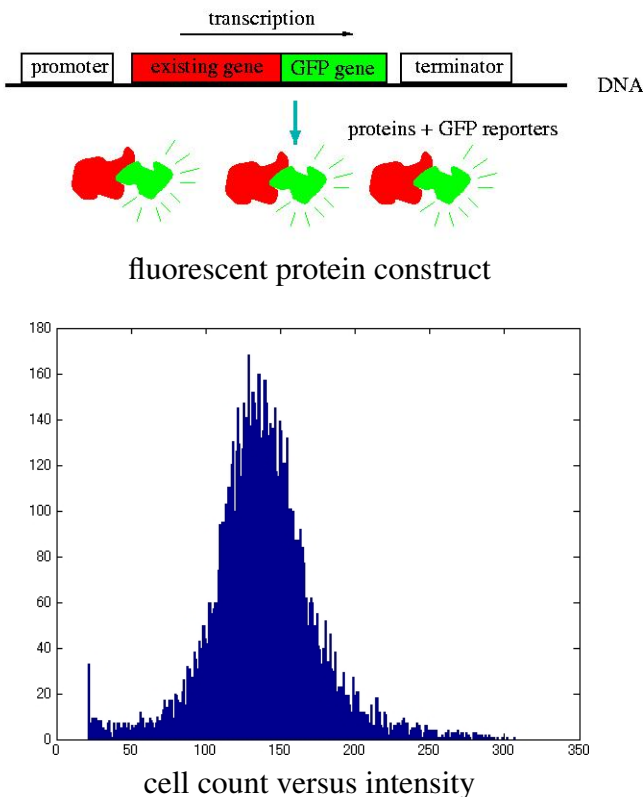 transcription
promoter existing gene GFP gene terminator
DNA
proteins + GFP reporters
fluorescent protein construct
180
160
140
120
100
80
60
40
20
0
0 50 100 150 200 250 300 350
cell count versus intensity